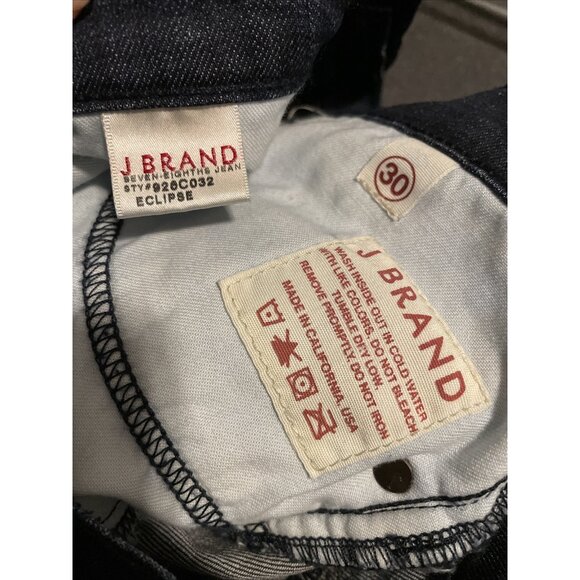 J BRAND
SEVEN-EIGHTHS JEAN
STY#926C032
ECLIPSE
30
J BRAND
WASH INSIDE OUT IN COLD WATER
WITH LIKE COLORS. DO NOT BLEACH.
TUMBLE DRY LOW.
REMOVE PROMPTLY. DO NOT IRON
MADE IN CALIFORNIA, USA